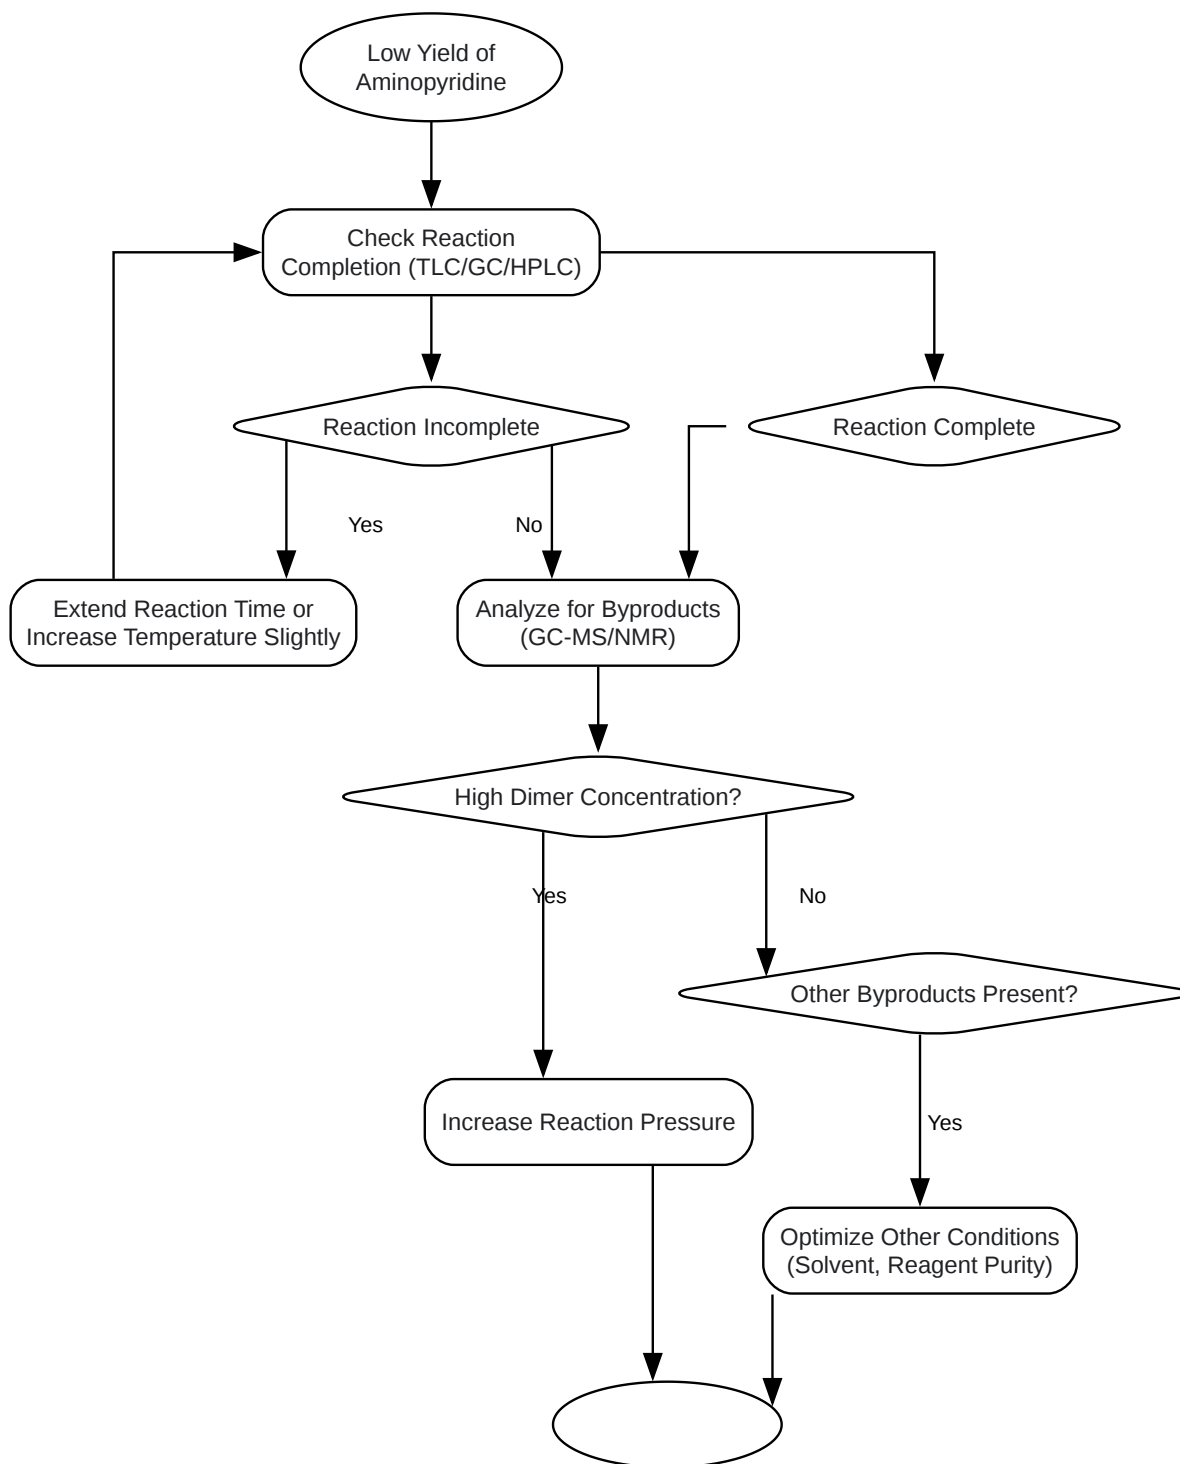 Low Yield of
Aminopyridine
Check Reaction
Completion (TLC/GC/HPLC)
Reaction Incomplete
Reaction Complete
Yes
No
Extend Reaction Time or
Increase Temperature Slightly
Analyze for Byproducts
(GC-MS/NMR)
High Dimer Concentration?
Yes
No
Other Byproducts Present?
Increase Reaction Pressure
Yes
Optimize Other Conditions
(Solvent, Reagent Purity)